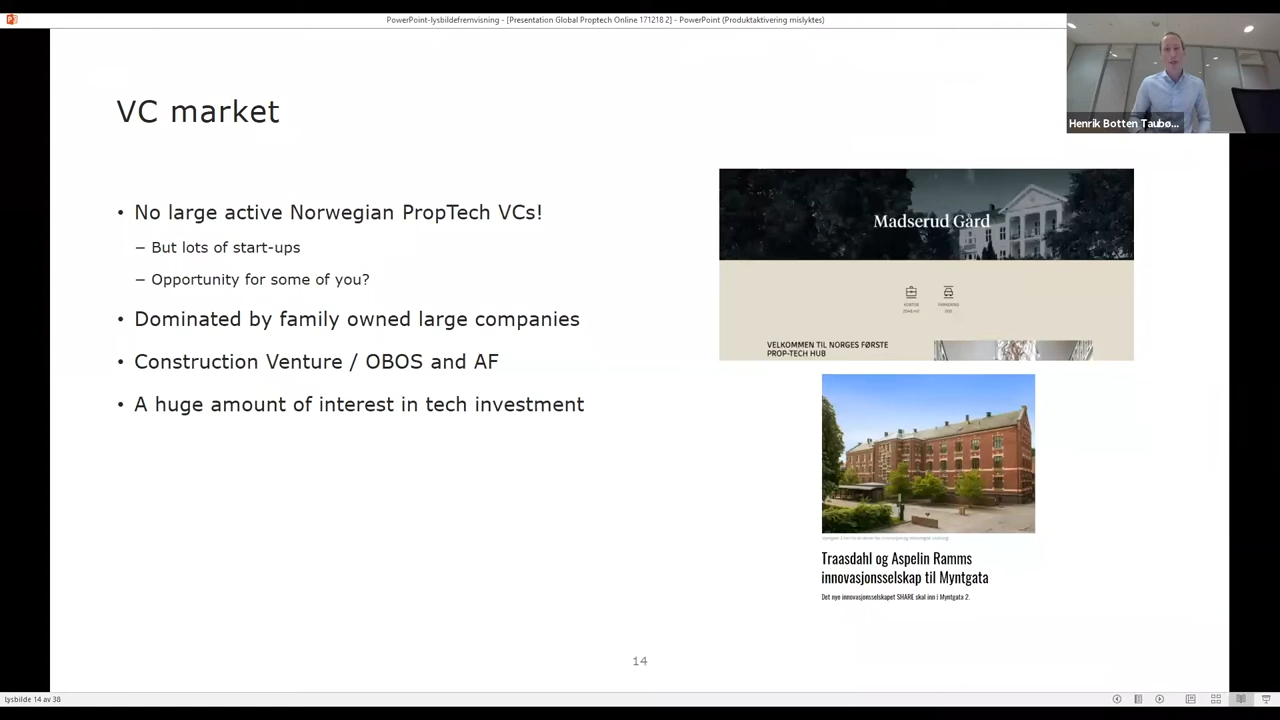 PowerPoint-lysbildefremvisning - [Presentation Global Proptech Online 171218 2] - PowerPoint (Produktaktivering mislyktes)
Henrik Botten Taubø...
VC market
• No large active Norwegian PropTech VCs!
– But lots of start-ups
– Opportunity for some of you?
• Dominated by family owned large companies
• Construction Venture / OBOS and AF
• A huge amount of interest in tech investment
Madserud Gård
KONTOR
PARKERING
VELKOMMEN TIL NORGES FØRSTE
PROP-TECH HUB
Traasdahl og Aspelin Ramms
innovasjonsselskap til Myntgata
Det nye innovasjonsselskapet SHARE skal inn i Myntgata 2.
14
Lysbilde 14 av 38